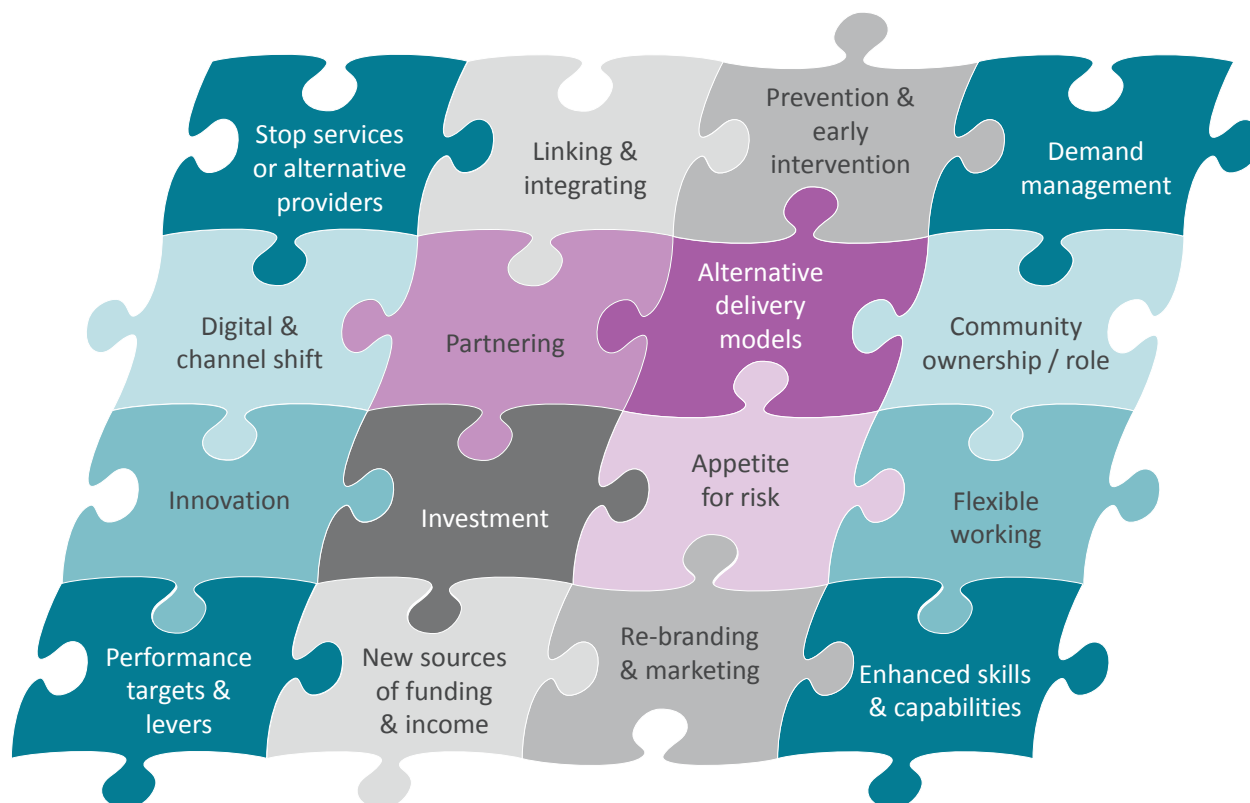 Stop services
or alternative
providers
Linking &
integrating
Prevention &
early
intervention
Demand
management
Digital &
channel shift
Partnering
Alternative
delivery
models
Community
ownership / role
Innovation
Investment
Appetite
for risk
Flexible
working
Performance
targets &
levers
New sources
of funding
& income
Re-branding
& marketing
Enhanced skills
& capabilities